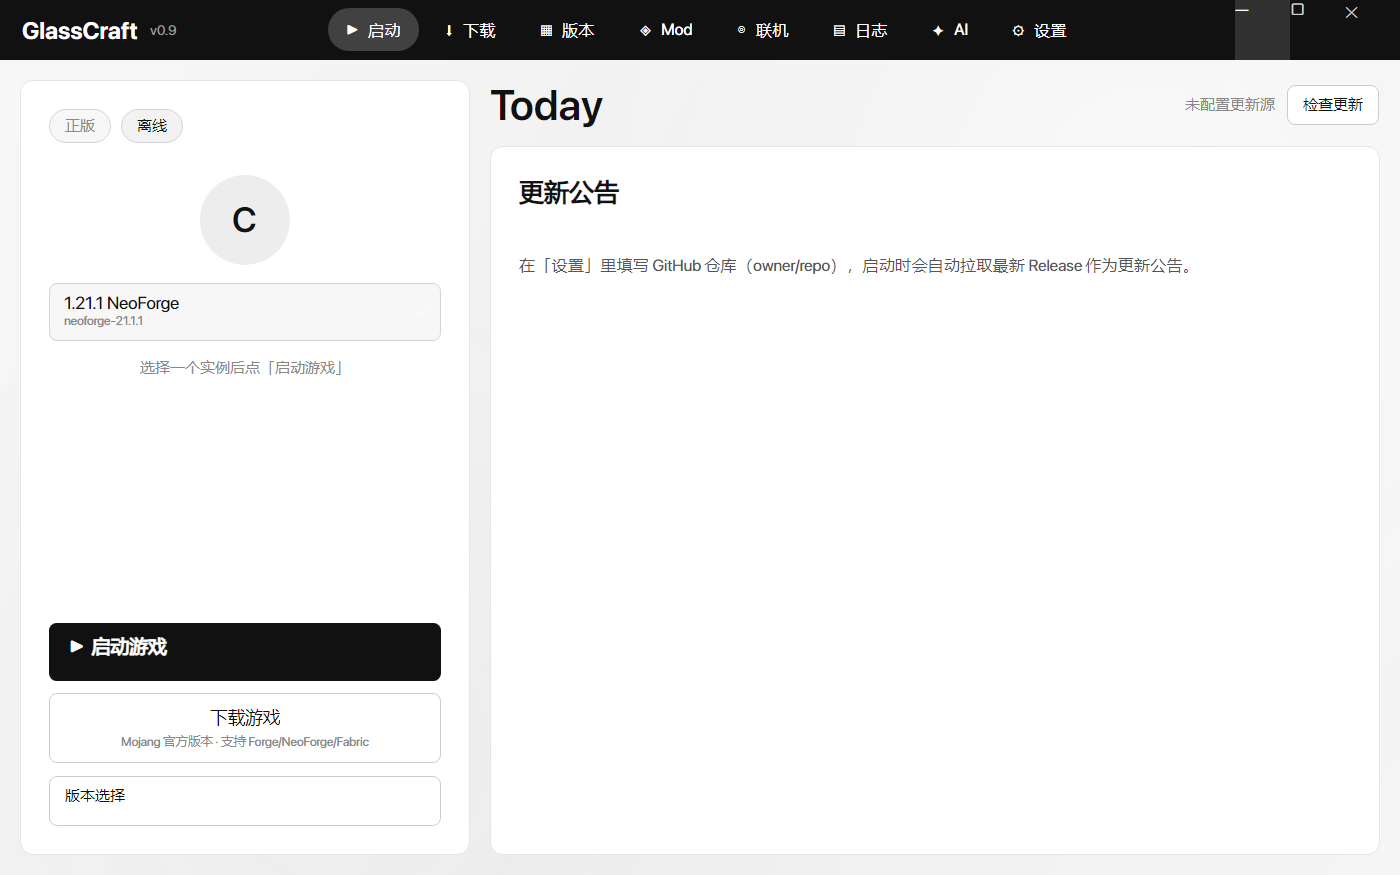 GlassCraft v0.9
▶ 启动
⬇ 下载
▦ 版本
◈ Mod
⌾ 联机
▤ 日志
✦ AI
⚙ 设置
正版
离线
C
1.21.1 NeoForge
neoforge-21.1.1
选择一个实例后点「启动游戏」
▶ 启动游戏
下载游戏
Mojang 官方版本 · 支持 Forge/NeoForge/Fabric
版本选择
Today
未配置更新源
检查更新
更新公告
在「设置」里填写 GitHub 仓库（owner/repo），启动时会自动拉取最新 Release 作为更新公告。